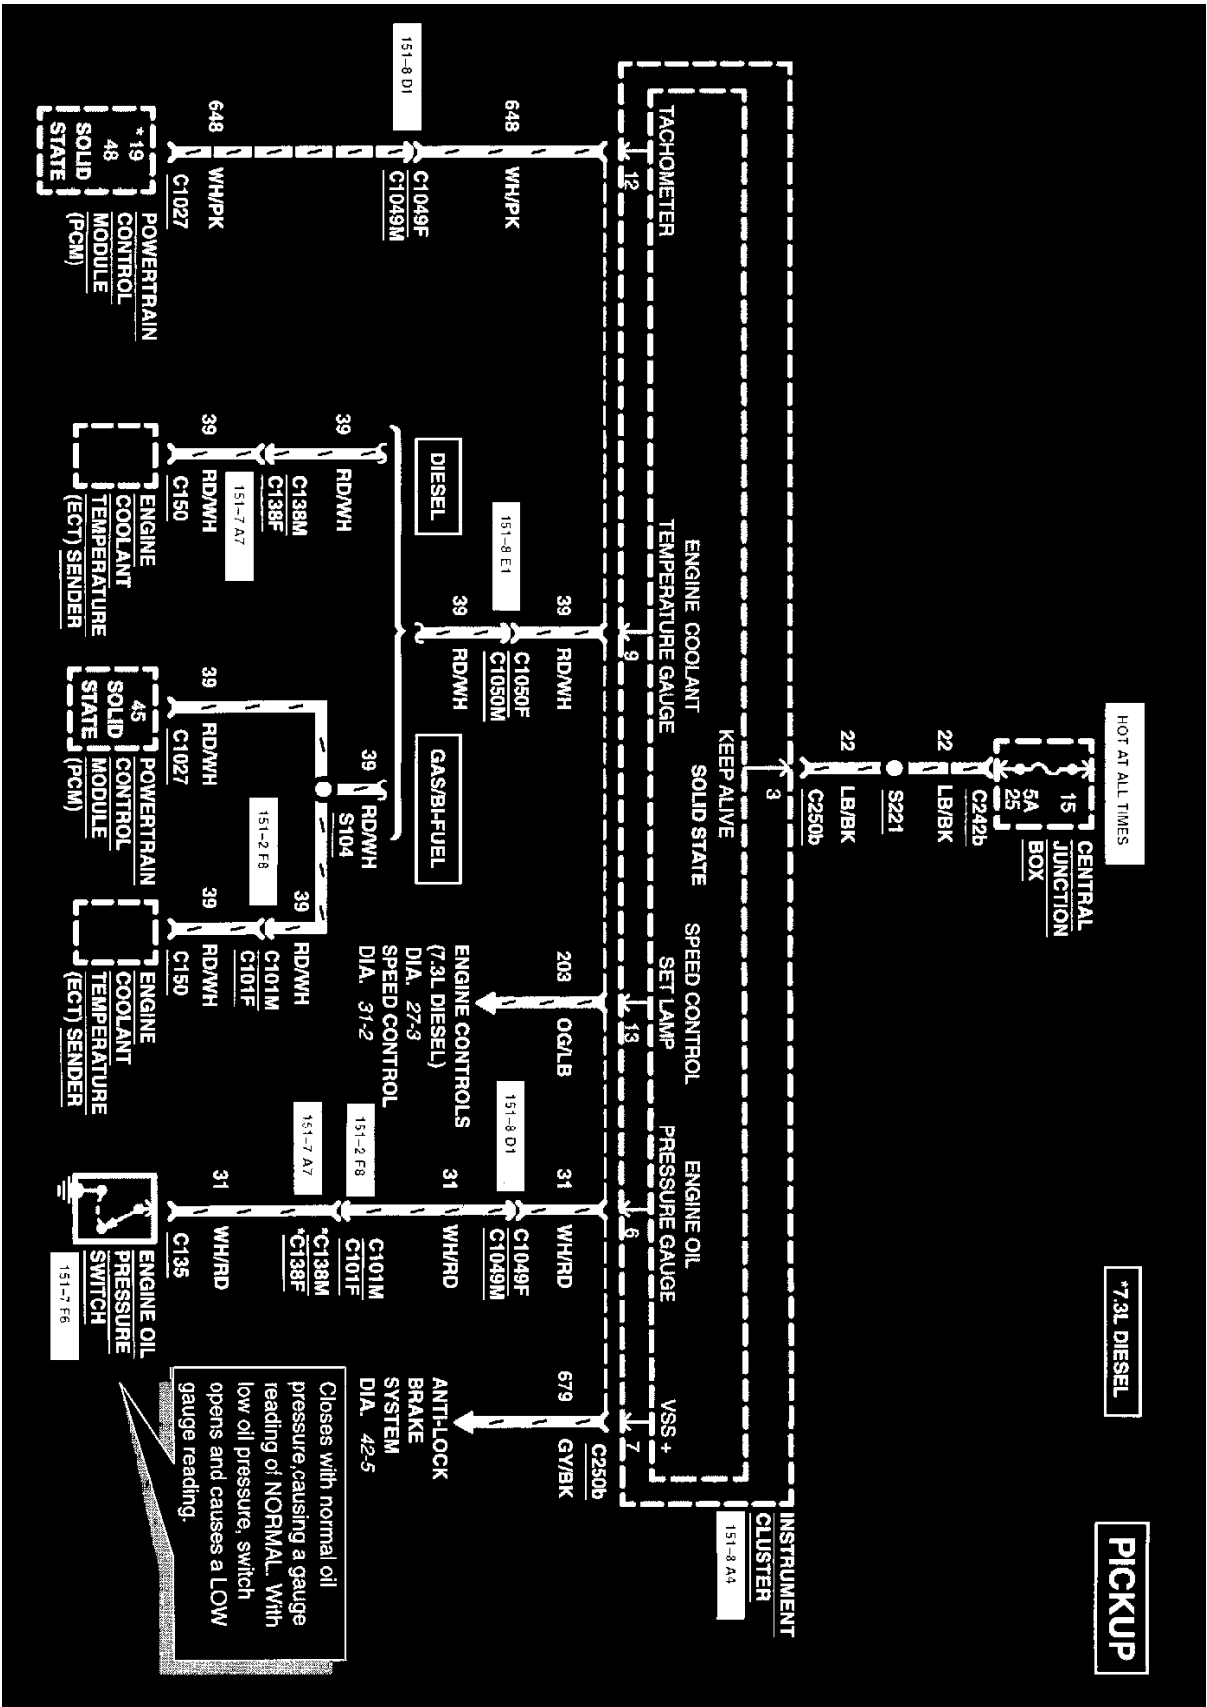 PICKUP
*7.3L DIESEL
HOT AT ALL TIMES
CENTRAL
JUNCTION
BOX
15
5A
25
C242b
22
LB/BK
S221
22
LB/BK
C250b
3
INSTRUMENT
CLUSTER
151-8 A4
KEEP ALIVE
SOLID STATE
TACHOMETER
ENGINE COOLANT
TEMPERATURE GAUGE
SPEED CONTROL
SET LAMP
ENGINE OIL
PRESSURE GAUGE
VSS +
12
9
13
6
7
C250b
648
WH/PK
39
RD/WH
203
OG/LB
31
WH/RD
679
GY/BK
151-8 D1
C1049F
C1049M
151-8 E1
C1050F
C1050M
151-8 D1
C1049F
C1049M
39
RD/WH
31
WH/RD
ENGINE CONTROLS
(7.3L DIESEL)
DIA. 27-3
SPEED CONTROL
DIA. 31-2
ANTI-LOCK
BRAKE
SYSTEM
DIA. 42-5
DIESEL
GAS/BI-FUEL
39
RD/WH
39
RD/WH
S104
C138M
C138F
151-7 A7
39
RD/WH
C101M
C101F
151-2 F8
151-2 F8
C101M
C101F
151-7 A7
*C138M
*C138F
648
WH/PK
C1027
39
RD/WH
C150
39
RD/WH
C1027
39
RD/WH
C150
31
WH/RD
C135
*19
48
SOLID
STATE
POWERTRAIN
CONTROL
MODULE
(PCM)
ENGINE
COOLANT
TEMPERATURE
(ECT) SENDER
45
SOLID
STATE
POWERTRAIN
CONTROL
MODULE
(PCM)
ENGINE
COOLANT
TEMPERATURE
(ECT) SENDER
ENGINE OIL
PRESSURE
SWITCH
151-7 F6
Closes with normal oil
pressure,causing a gauge
reading of NORMAL. With
low oil pressure, switch
opens and causes a LOW
gauge reading.